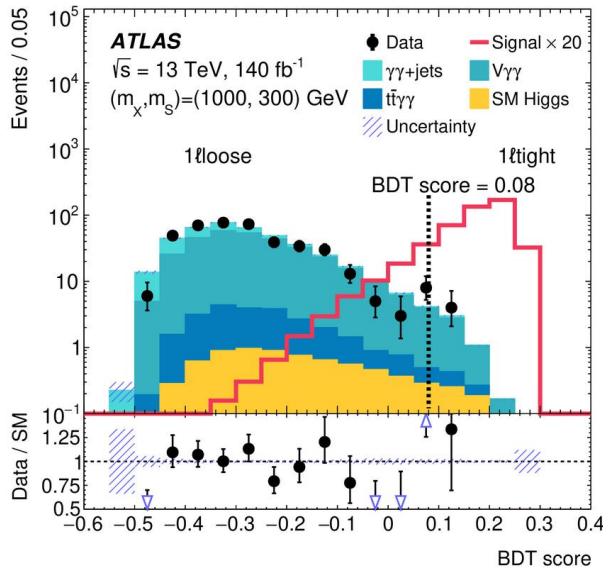 Events / 0.05
10⁵
10⁴
10³
10²
10
1
10⁻¹
ATLAS
√s = 13 TeV, 140 fb⁻¹
(m_X,m_S)=(1000, 300) GeV
Data
Signal × 20
γγ+jets
Vγγ
tt̄γγ
SM Higgs
Uncertainty
1ℓloose
1ℓtight
BDT score = 0.08
Data / SM
1.25
1
0.75
0.5
−0.6 −0.5 −0.4 −0.3 −0.2 −0.1 0 0.1 0.2 0.3 0.4
BDT score